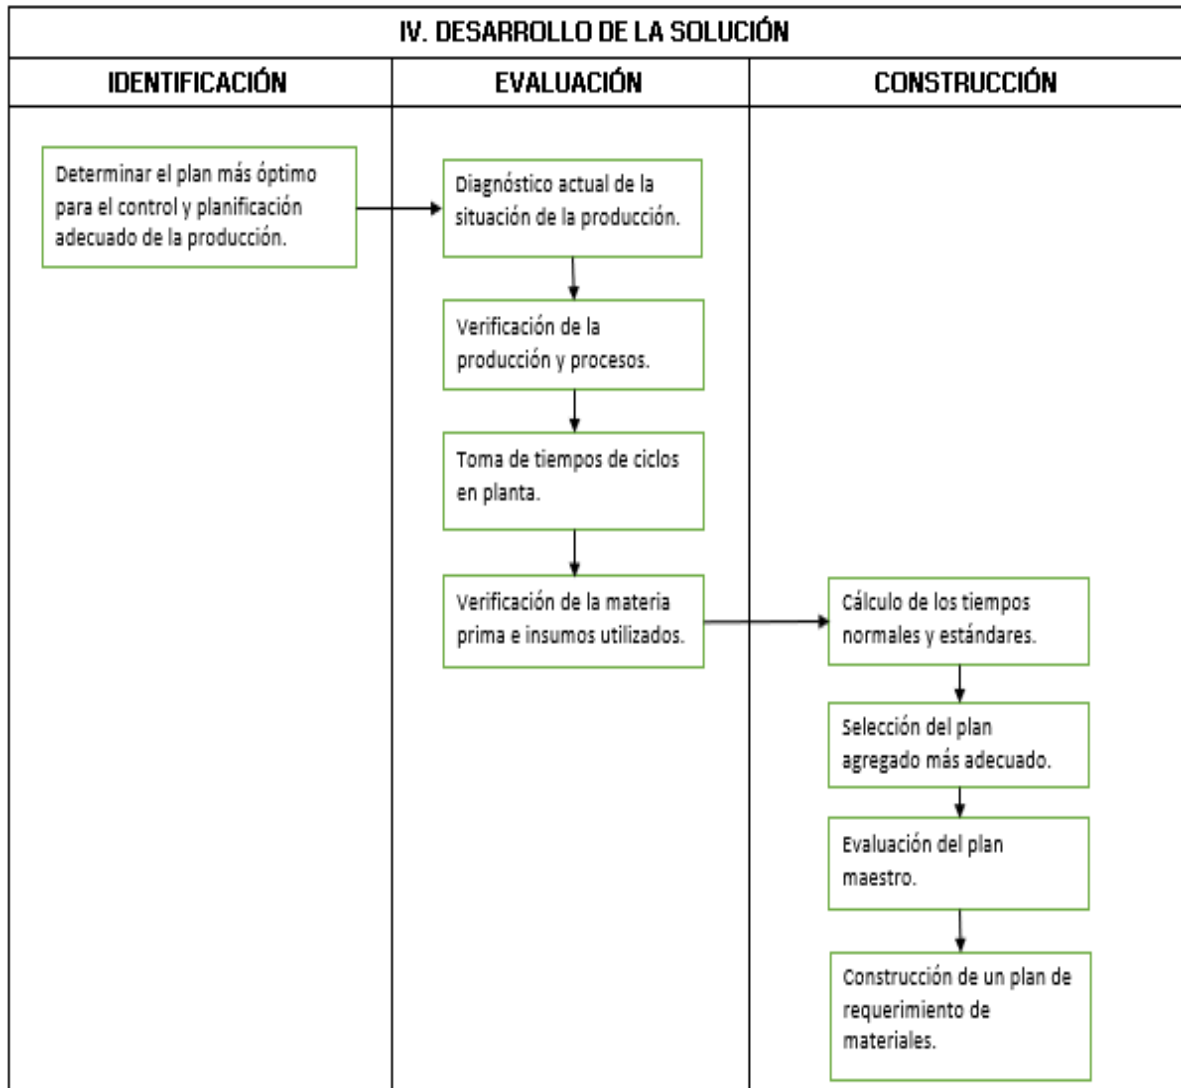 IV. DESARROLLO DE LA SOLUCIÓN
IDENTIFICACIÓN
EVALUACIÓN
CONSTRUCCIÓN
Determinar el plan más óptimo
para el control y planificación
adecuado de la producción.
Diagnóstico actual de la
situación de la producción.
Verificación de la
producción y procesos.
Toma de tiempos de ciclos
en planta.
Verificación de la materia
prima e insumos utilizados.
Cálculo de los tiempos
normales y estándares.
Selección del plan
agregado más adecuado.
Evaluación del plan
maestro.
Construcción de un plan de
requerimiento de
materiales.